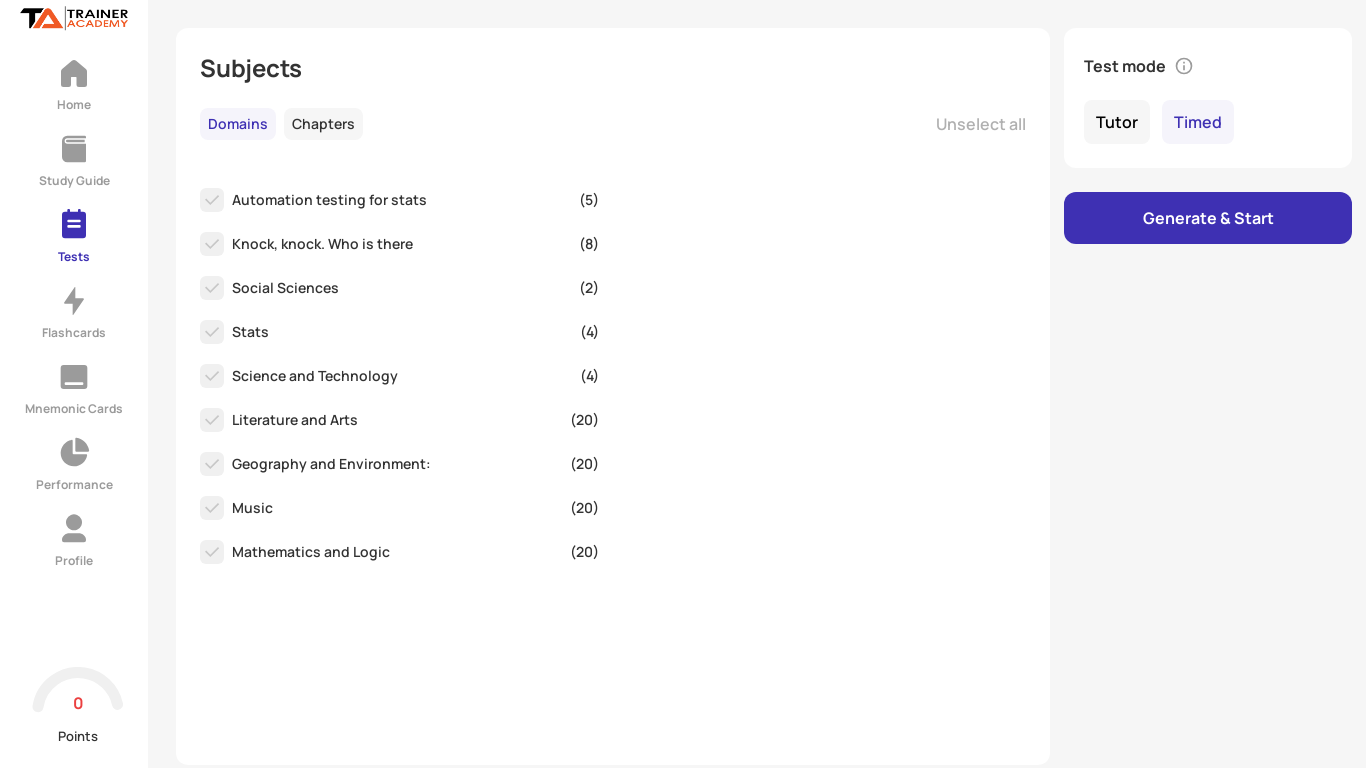 TA TRAINER
ACADEMY
Home
Study Guide
Tests
Flashcards
Mnemonic Cards
Performance
Profile
0
Points
Subjects
Domains Chapters Unselect all
Automation testing for stats (5)
Knock, knock. Who is there (8)
Social Sciences (2)
Stats (4)
Science and Technology (4)
Literature and Arts (20)
Geography and Environment: (20)
Music (20)
Mathematics and Logic (20)
Test mode
Tutor Timed
Generate & Start